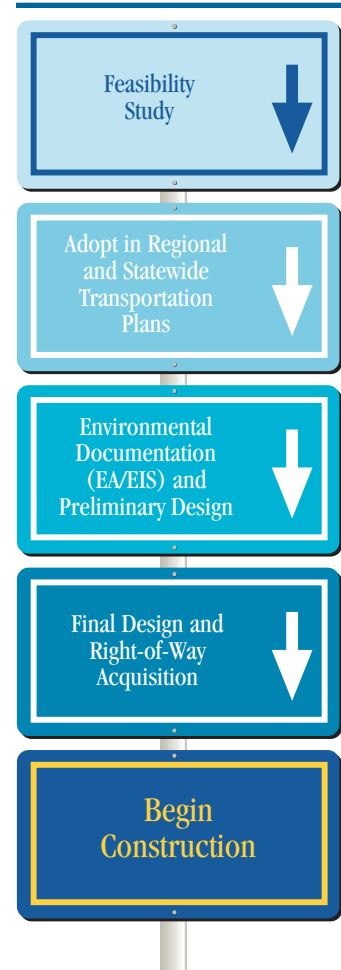 Feasibility
Study
Adopt in Regional
and Statewide
Transportation
Plans
Environmental
Documentation
(EA/EIS) and
Preliminary Design
Final Design and
Right-of-Way
Acquisition
Begin
Construction